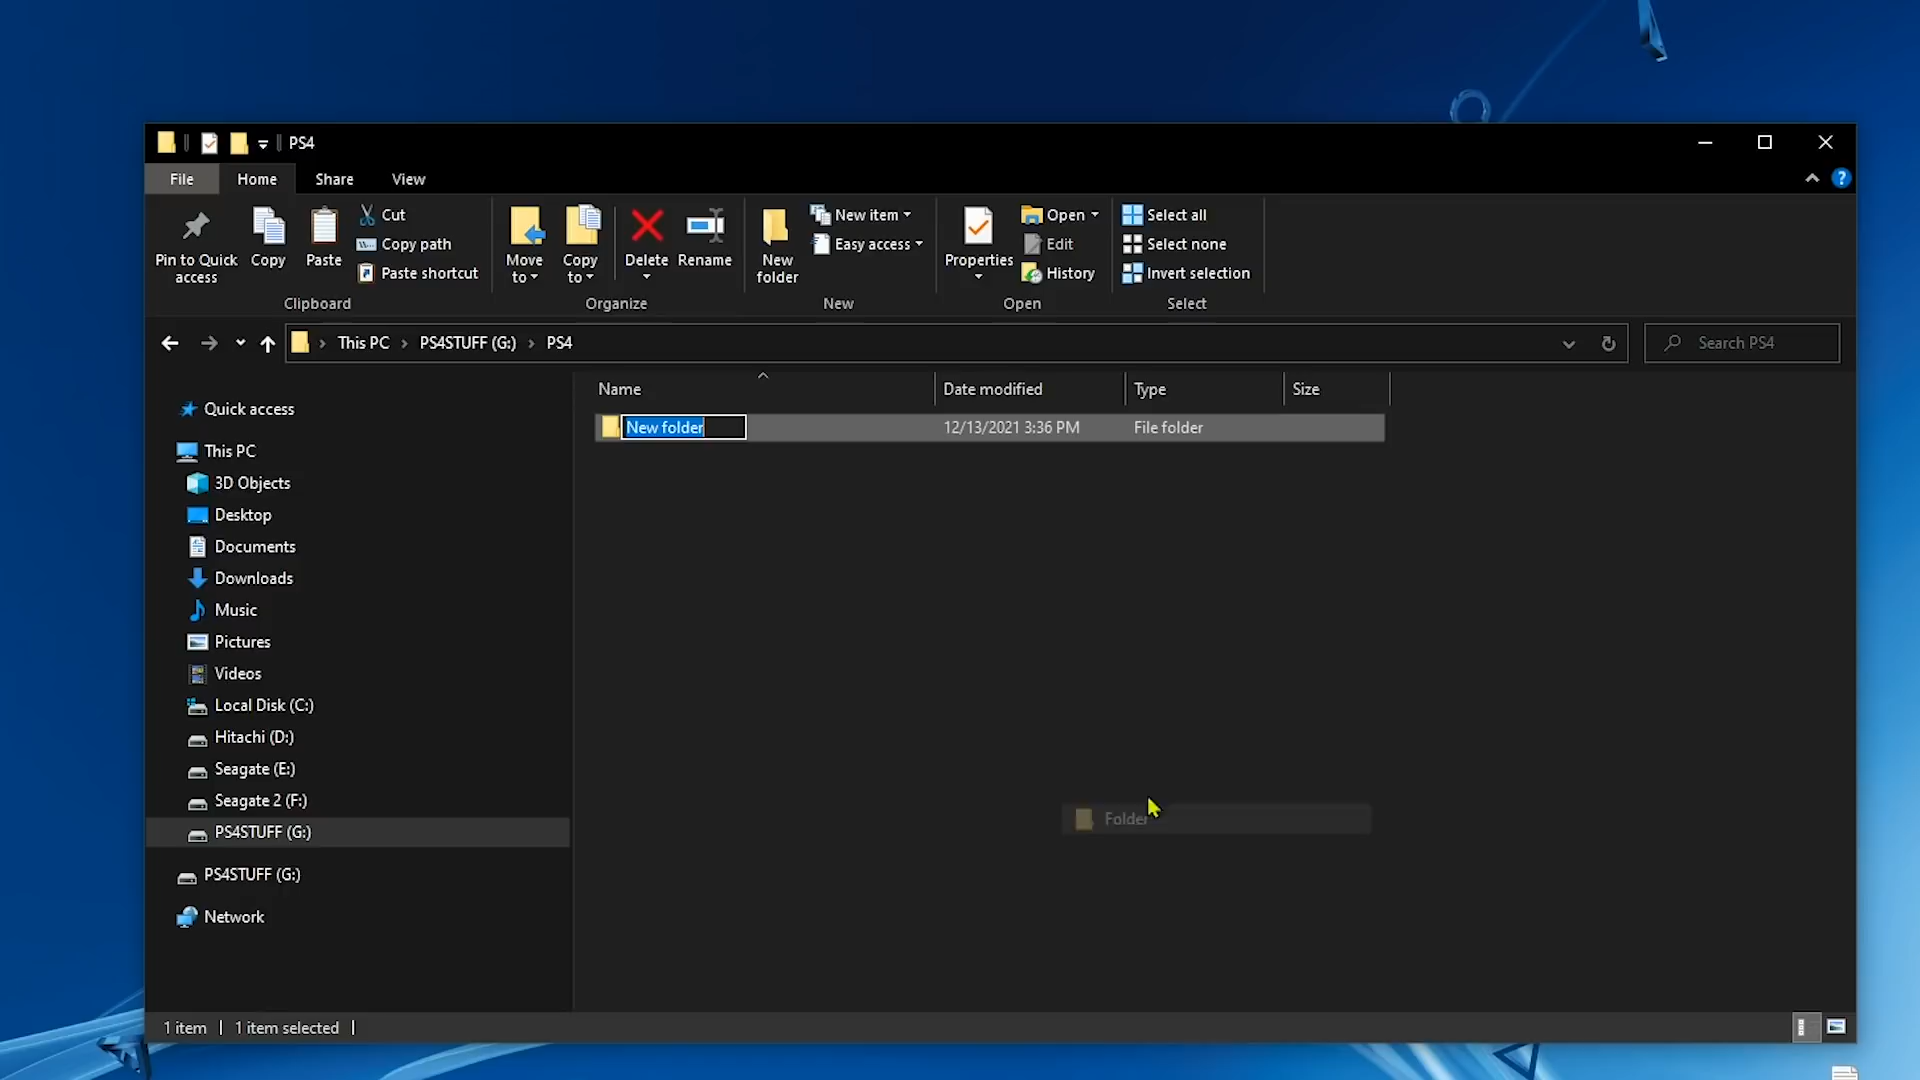 PS4
File Home Share View
Pin to Quick access
Copy
Paste
Cut
Copy path
Paste shortcut
Clipboard
Move to
Copy to
Delete
Rename
Organize
New folder
New item
Easy access
New
Properties
Open
Edit
History
Open
Select all
Select none
Invert selection
Select
This PC PS4STUFF (G:) PS4
Search PS4
Name Date modified Type Size
New folder 12/13/2021 3:36 PM File folder
Quick access
This PC
3D Objects
Desktop
Documents
Downloads
Music
Pictures
Videos
Local Disk (C:)
Hitachi (D:)
Seagate (E:)
Seagate 2 (F:)
PS4STUFF (G:)
PS4STUFF (G:)
Network
Folder
1 item 1 item selected